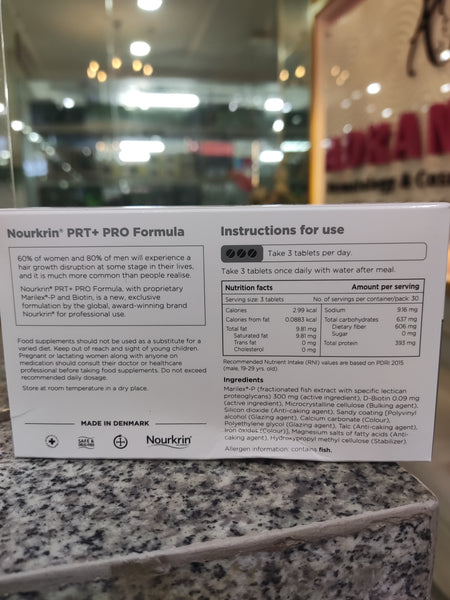 Nourkrin® PRT+ PRO Formula
60% of women and 80% of men will experience a
hair growth disruption at some stage in their lives,
and it is much more common than people realise.
Nourkrin® PRT+ PRO Formula, with proprietary
Marilex®-P and Biotin, is a new, exclusive
formulation by the global, award-winning brand
Nourkrin® for professional use.
Food supplements should not be used as a substitute for a
varied diet. Keep out of reach and sight of young children.
Pregnant or lactating women along with anyone on
medication should consult their doctor or healthcare
professional before taking food supplements. Do not exceed
recommended daily dosage.
Store at room temperature in a dry place.
MADE IN DENMARK
SAFE &
Nourkrin®
Instructions for use
Take 3 tablets per day.
Take 3 tablets once daily with water after meal.
Nutrition facts Amount per serving
Serving size: 3 tablets No. of servings per container/pack: 30
Calories 2.99 kcal
Calories from fat 0.0883 kcal
Total fat 9.81 mg
Saturated fat 9.81 mg
Trans fat 0 mg
Cholesterol 0 mg
Sodium 9.16 mg
Total carbohydrates 637 mg
Dietary fiber 606 mg
Sugar 0 mg
Total protein 393 mg
Recommended Nutrient Intake (RNI) values are based on PDRI 2015
(male, 19-29 yrs. old)
Ingredients
Marilex®-P (fractionated fish extract with specific lectican
proteoglycans) 300 mg (active ingredient), D-Biotin 0.09 mg
(active ingredient), Microcrystalline cellulose (Bulking agent),
Silicon dioxide (Anti-caking agent), Sandy coating [Polyvinyl
alcohol (Glazing agent), Calcium carbonate (Colour),
Polyethylene glycol (Glazing agent), Talc (Anti-caking agent),
Iron oxides (Colour)], Magnesium salts of fatty acids (Anti-
caking agent), Hydroxypropyl methyl cellulose (Stabilizer).
Allergen information: contains fish.